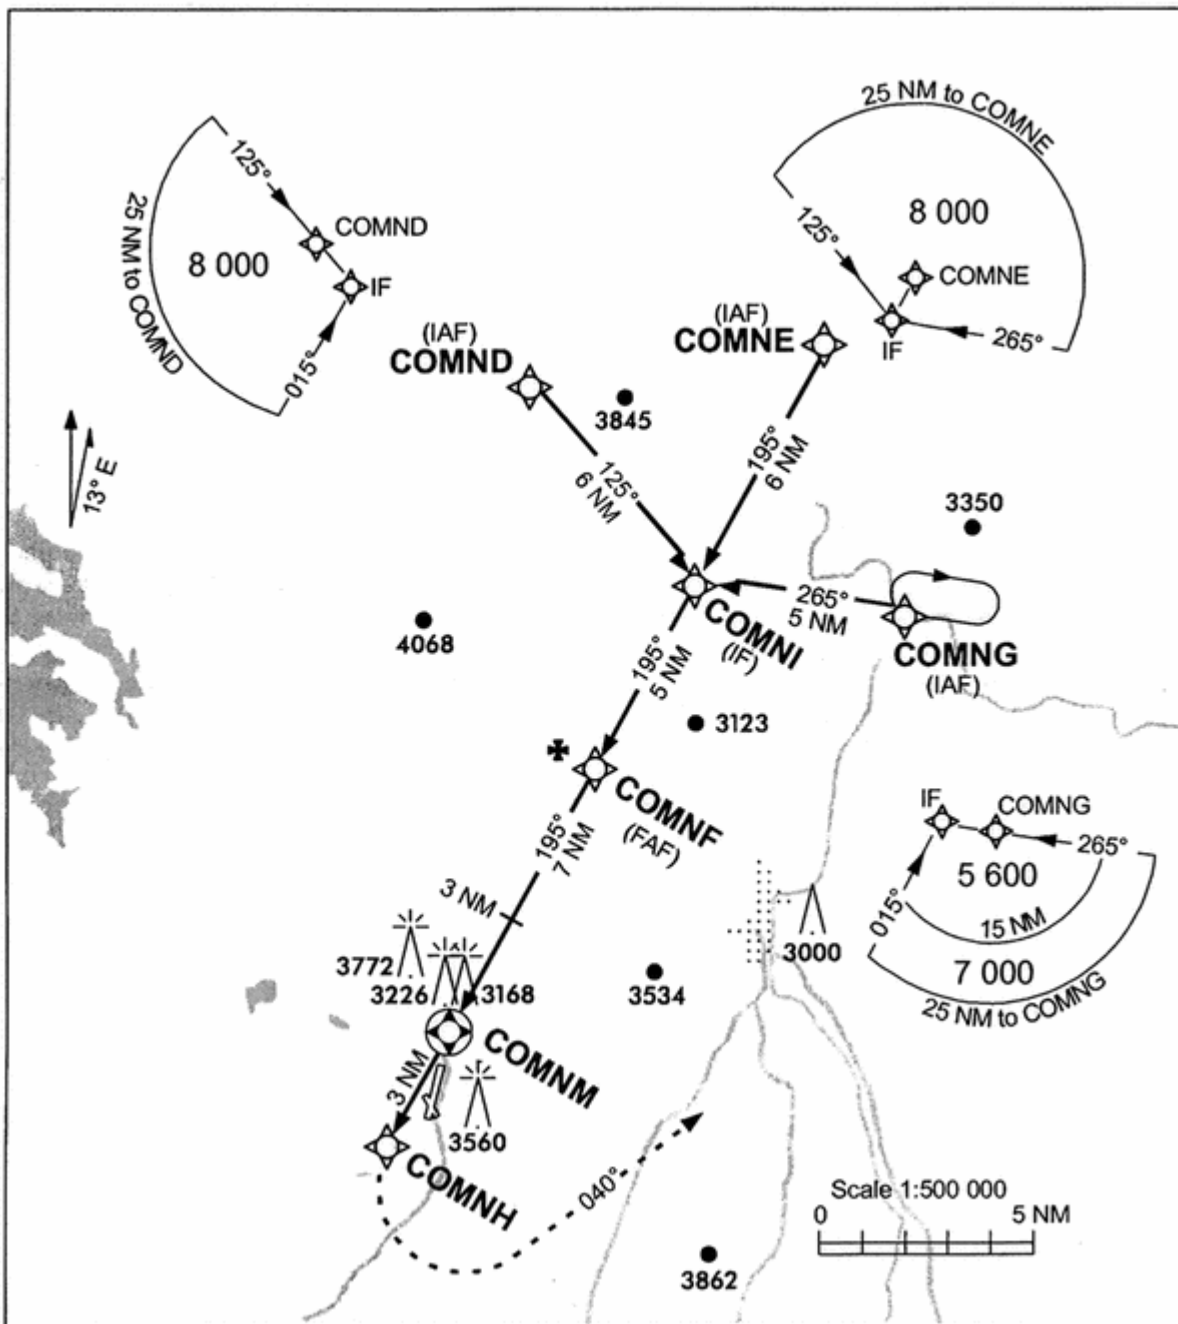 25 NM to COMND
125°
COMND
8 000
IF
015°
25 NM to COMNE
8 000
125°
COMNE
IF
265°
(IAF)
COMND
(IAF)
COMNE
3845
125°
6 NM
195°
6 NM
13° E
3350
4068
265°
5 NM
COMNI
(IF)
COMNG
(IAF)
195°
5 NM
3123
COMNF
(FAF)
195°
7 NM
3 NM
IF
COMNG
265°
5 600
015°
15 NM
7 000
25 NM to COMNG
3772
3226
3168
3534
3000
COMNM
3 NM
3560
COMNH
040°
Scale 1:500 000
0
5 NM
3862